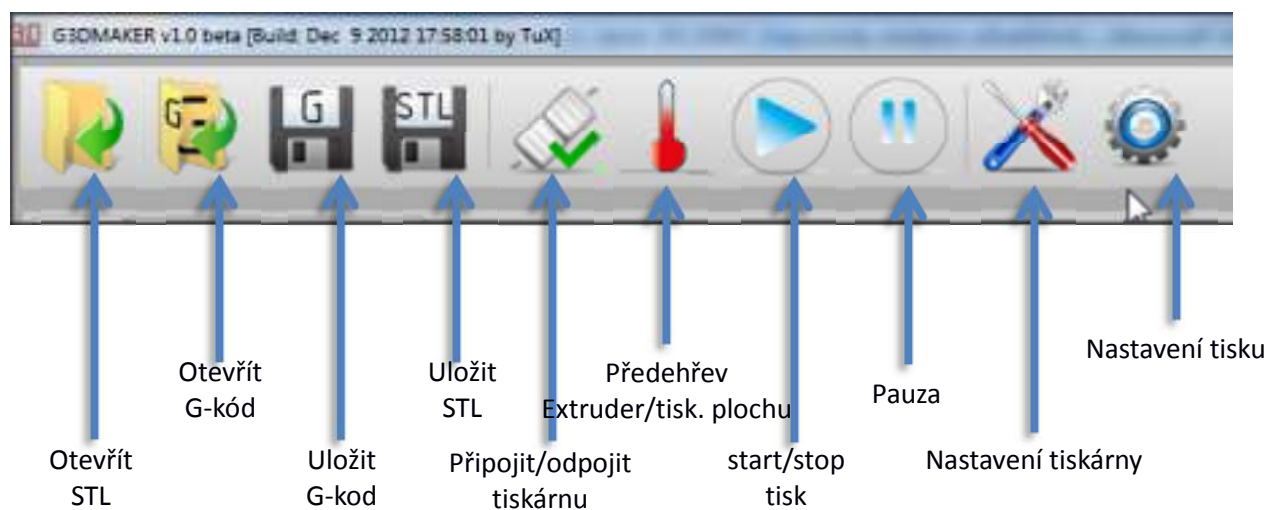 G3DMAKER v1.0 beta [Build: Dec 9 2012 17:58:01 by TuX]
G
G
STL
Otevřít
STL
Otevřít
G-kód
Uložit
G-kod
Uložit
STL
Připojit/odpojit
tiskárnu
Předehřev
Extruder/tisk. plochu
start/stop
tisk
Pauza
Nastavení tiskárny
Nastavení tisku